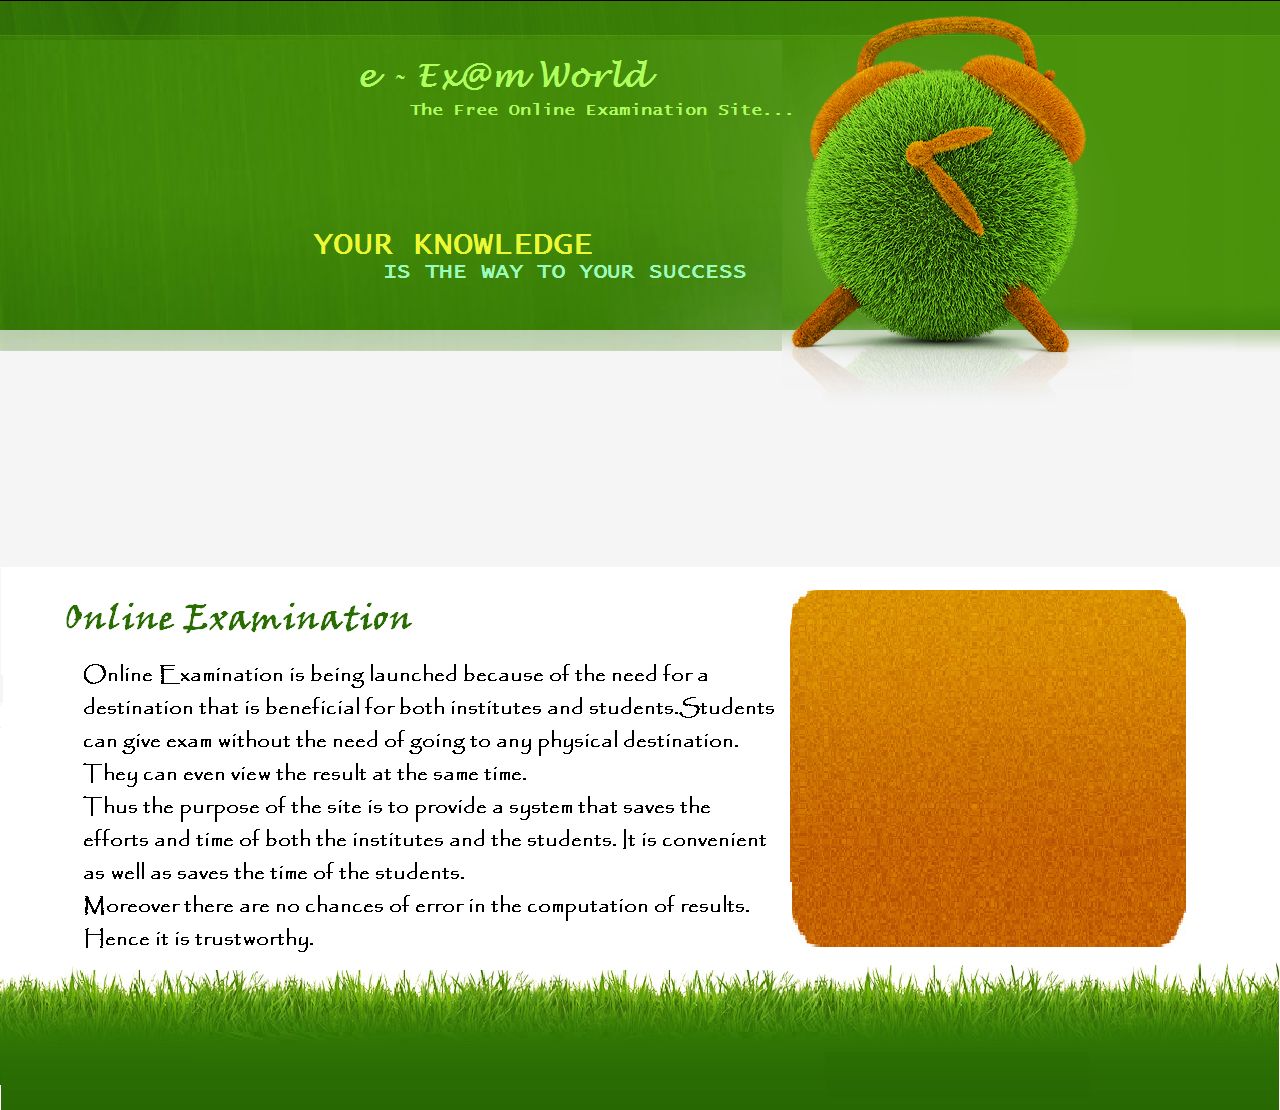 e - Ex@m World
The Free Online Examination Site...
YOUR KNOWLEDGE
IS THE WAY TO YOUR SUCCESS
Online Examination
Online Examination is being launched because of the need for a
destination that is beneficial for both institutes and students.Students
can give exam without the need of going to any physical destination.
They can even view the result at the same time.
Thus the purpose of the site is to provide a system that saves the
efforts and time of both the institutes and the students. It is convenient
as well as saves the time of the students.
Moreover there are no chances of error in the computation of results.
Hence it is trustworthy.